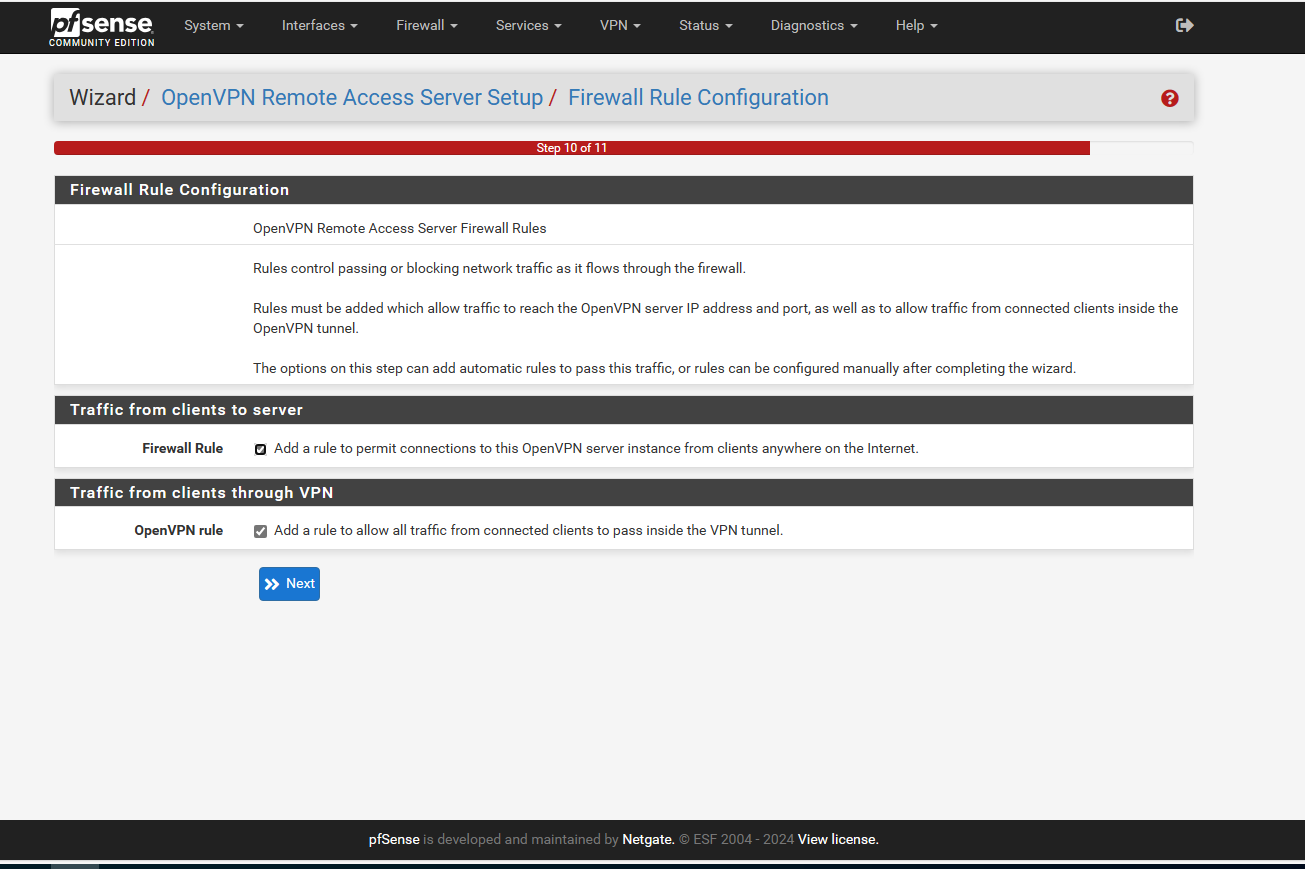 pfsense
COMMUNITY EDITION
System
Interfaces
Firewall
Services
VPN
Status
Diagnostics
Help
Wizard / OpenVPN Remote Access Server Setup / Firewall Rule Configuration
?
Step 10 of 11
Firewall Rule Configuration
OpenVPN Remote Access Server Firewall Rules
Rules control passing or blocking network traffic as it flows through the firewall.
Rules must be added which allow traffic to reach the OpenVPN server IP address and port, as well as to allow traffic from connected clients inside the
OpenVPN tunnel.
The options on this step can add automatic rules to pass this traffic, or rules can be configured manually after completing the wizard.
Traffic from clients to server
Firewall Rule Add a rule to permit connections to this OpenVPN server instance from clients anywhere on the Internet.
Traffic from clients through VPN
OpenVPN rule Add a rule to allow all traffic from connected clients to pass inside the VPN tunnel.
Next
pfSense is developed and maintained by Netgate. © ESF 2004 - 2024 View license.